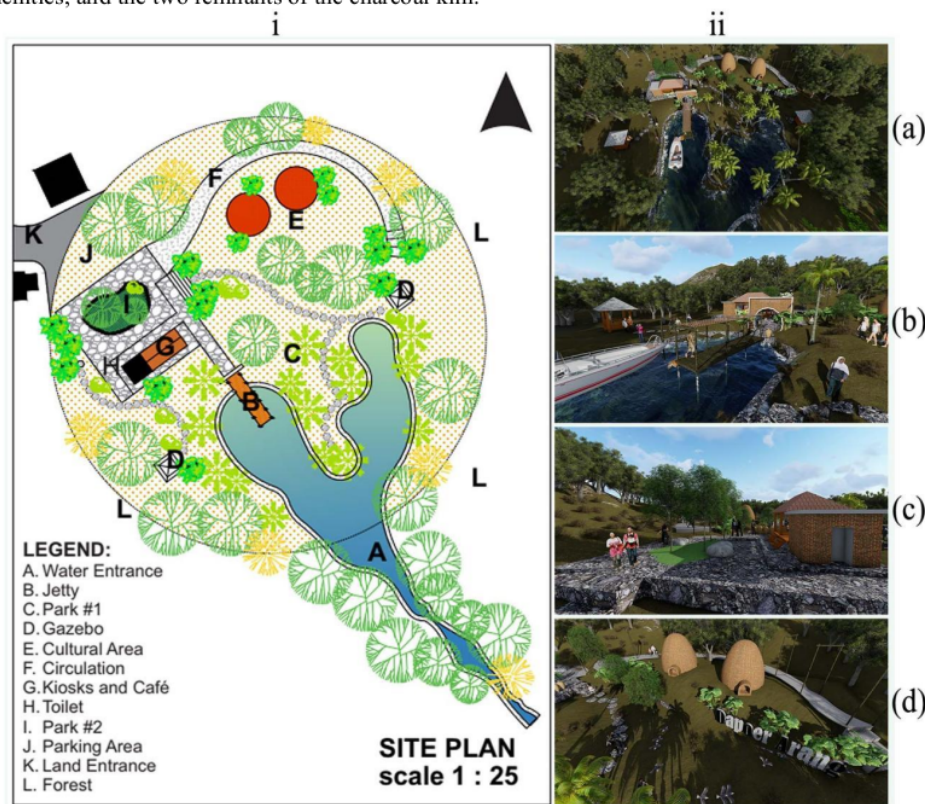 and the two remnants of the charcoal kiln.
i
ii
(a)
(b)
(c)
(d)
K
J
F
E
L
D
I
H
G
C
B
D
L
L
A
LEGEND:
A. Water Entrance
B. Jetty
C. Park #1
D. Gazebo
E. Cultural Area
F. Circulation
G. Kiosks and Café
H. Toilet
I. Park #2
J. Parking Area
K. Land Entrance
L. Forest
SITE PLAN
scale 1 : 25